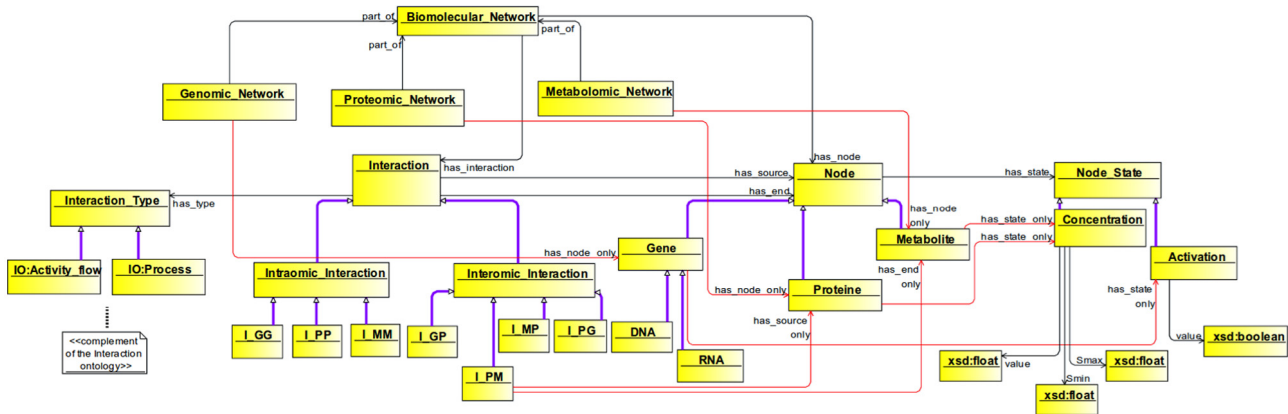 part_of
Biomolecular_Network
part_of
part_of
Genomic_Network
Proteomic_Network
Metabolomic_Network
Interaction
has_interaction
has_node
has_source
Node
has_state
Node_State
Interaction_Type
has_type
has_end
has_node
only
has_state_only
Concentration
Metabolite
has_state_only
Gene
has_node_only
has_end
only
IO:Activity_flow
IO:Process
Intraomic_Interaction
Interomic_Interaction
Activation
has_node_only
Proteine
has_state
only
has_source
only
<<complement
of the Interaction
ontology>>
I_GG
I_PP
I_MM
I_GP
I_MP
I_PG
DNA
RNA
I_PM
value
xsd:boolean
xsd:float
value
Smax
xsd:float
Smin
xsd:float